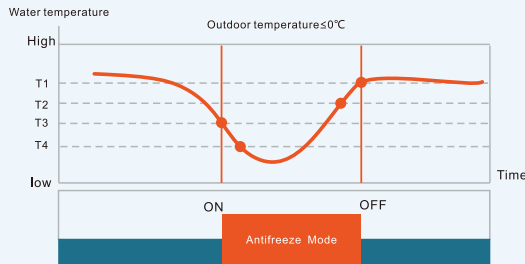 Water temperature
Outdoor temperature≤0℃
High
T1
T2
T3
T4
low
Time
ON
OFF
Antifreeze Mode